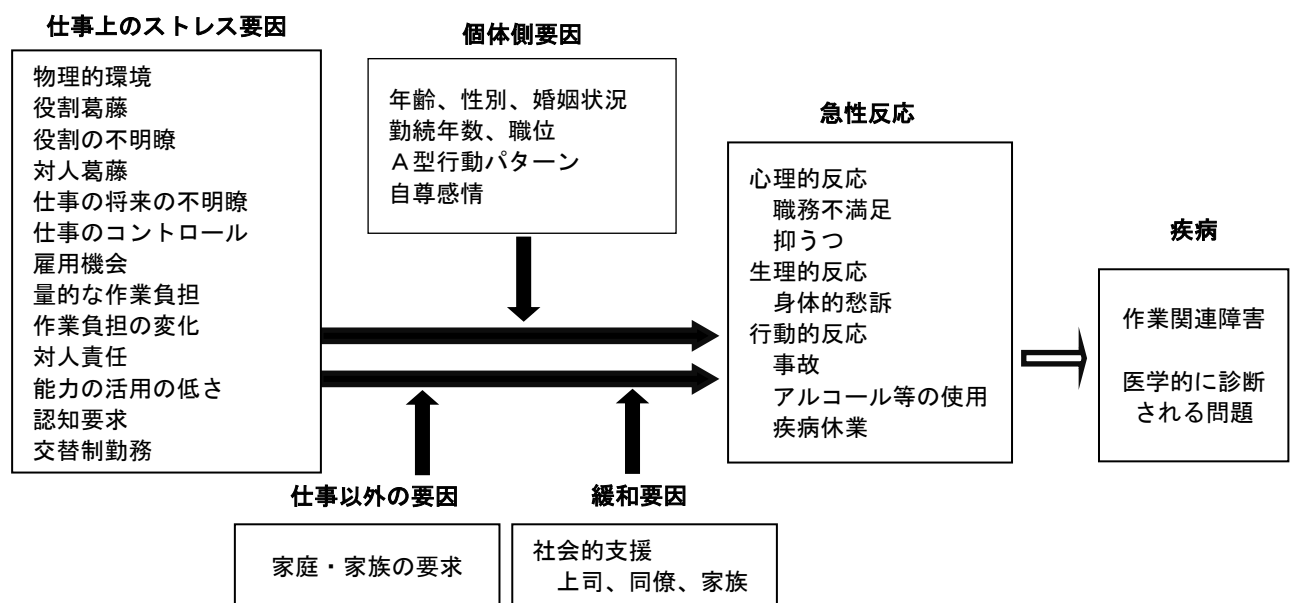 仕事上のストレス要因
物理的環境
役割葛藤
役割の不明瞭
対人葛藤
仕事の将来の不明瞭
仕事のコントロール
雇用機会
量的な作業負担
作業負担の変化
対人責任
能力の活用の低さ
認知要求
交替制勤務
個体側要因
年齢、性別、婚姻状況
勤続年数、職位
Ａ型行動パターン
自尊感情
仕事以外の要因
家庭・家族の要求
緩和要因
社会的支援
上司、同僚、家族
急性反応
心理的反応
職務不満足
抑うつ
生理的反応
身体的愁訴
行動的反応
事故
アルコール等の使用
疾病休業
疾病
作業関連障害
医学的に診断
される問題